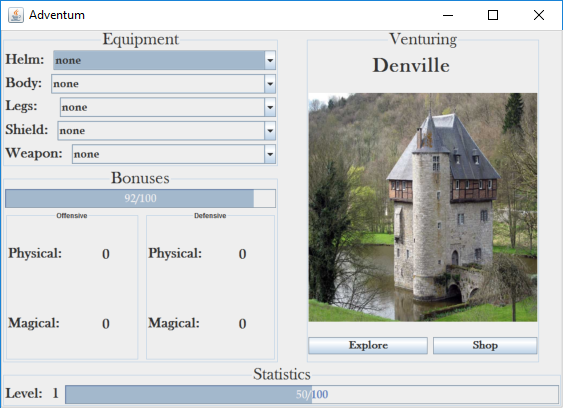 Adventum
Equipment
Helm: none
Body: none
Legs: none
Shield: none
Weapon: none
Bonuses
92/100
Offensive
Physical: 0
Magical: 0
Defensive
Physical: 0
Magical: 0
Venturing
Denville
Explore
Shop
Statistics
Level: 1
50/100